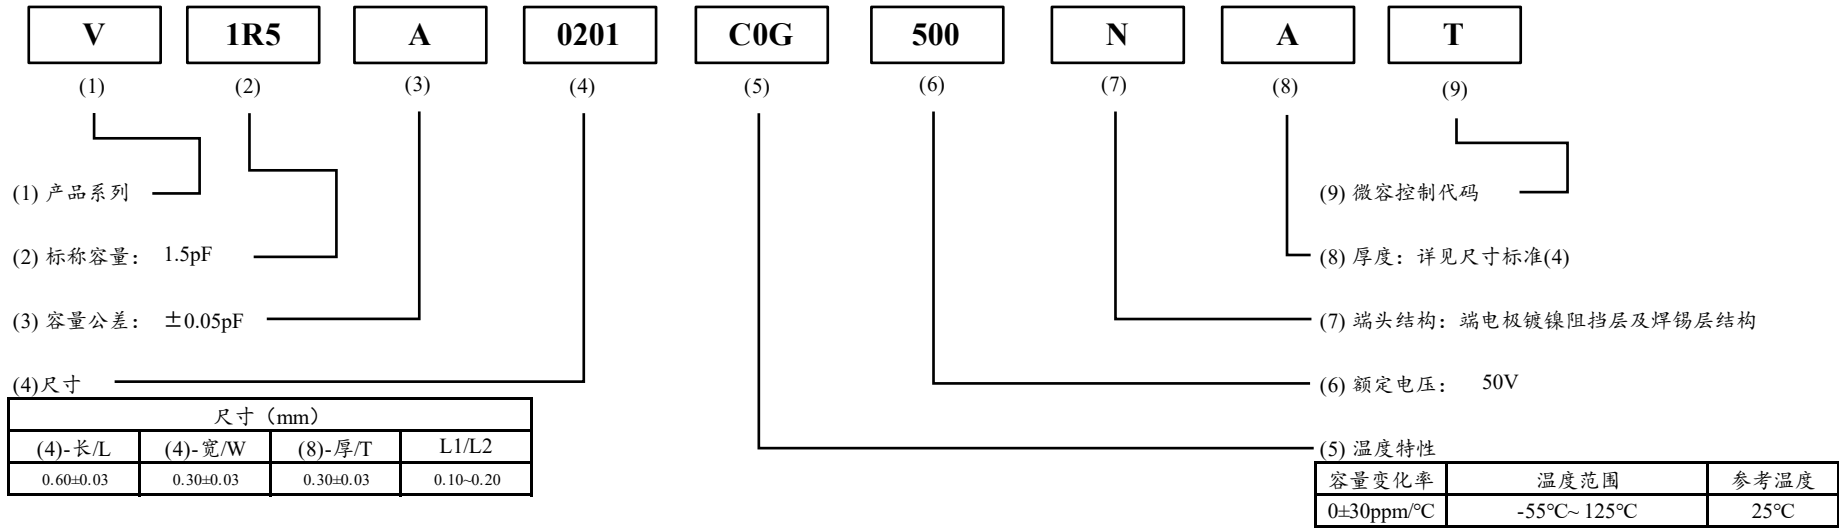 V 1R5 A 0201 C0G 500 N A T
(1) (2) (3) (4) (5) (6) (7) (8) (9)
(1) 产品系列
(9) 微容控制代码
(2) 标称容量： 1.5pF
(8) 厚度：详见尺寸标准(4)
(3) 容量公差： ±0.05pF
(7) 端头结构：端电极镀镍阻挡层及焊锡层结构
(4)尺寸
(6) 额定电压： 50V
尺寸（mm）
(4)-长/L (4)-宽/W (8)-厚/T L1/L2
0.60±0.03 0.30±0.03 0.30±0.03 0.10~0.20
(5) 温度特性
容量变化率 温度范围 参考温度
0±30ppm/°C -55°C~ 125°C 25°C